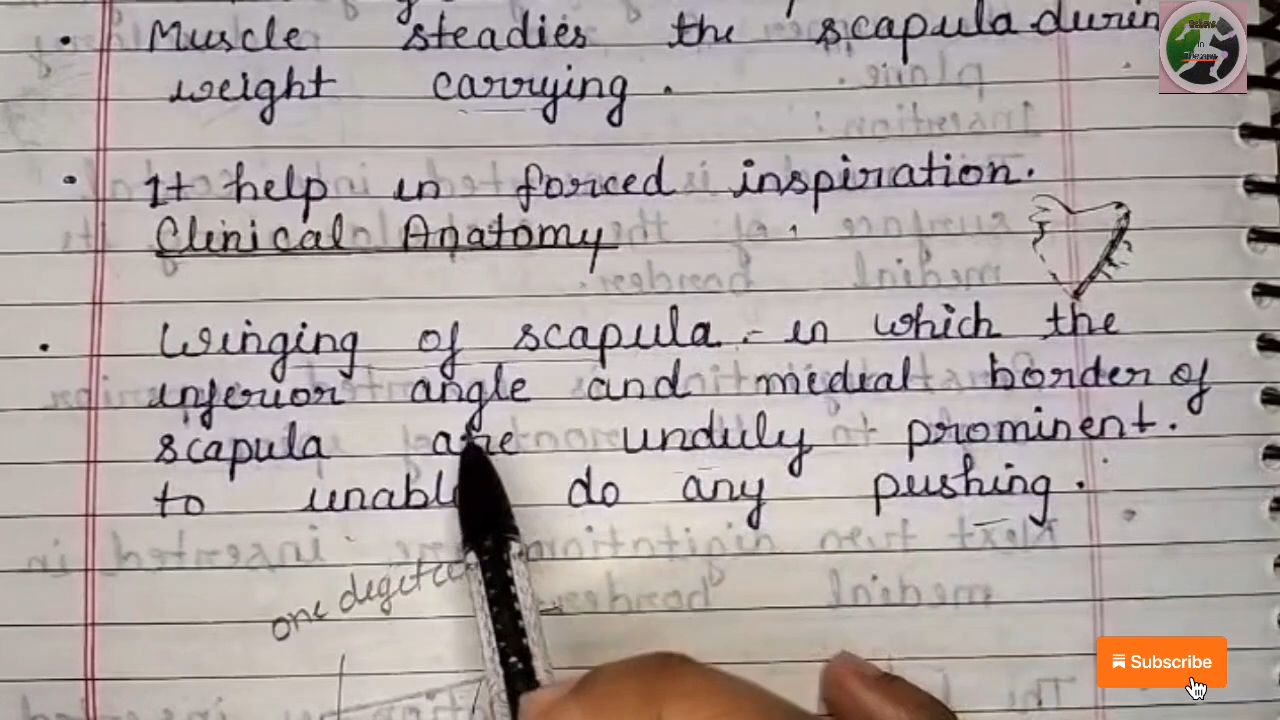 Muscle steadies the scapula durin
weight carrying.
It help in forced inspiration.
Clinical Anatomy
Winging of scapula - in which the
inferior angle and medial border of
scapula are unduly prominent.
to unabl do any pushing.
one
Subscribe